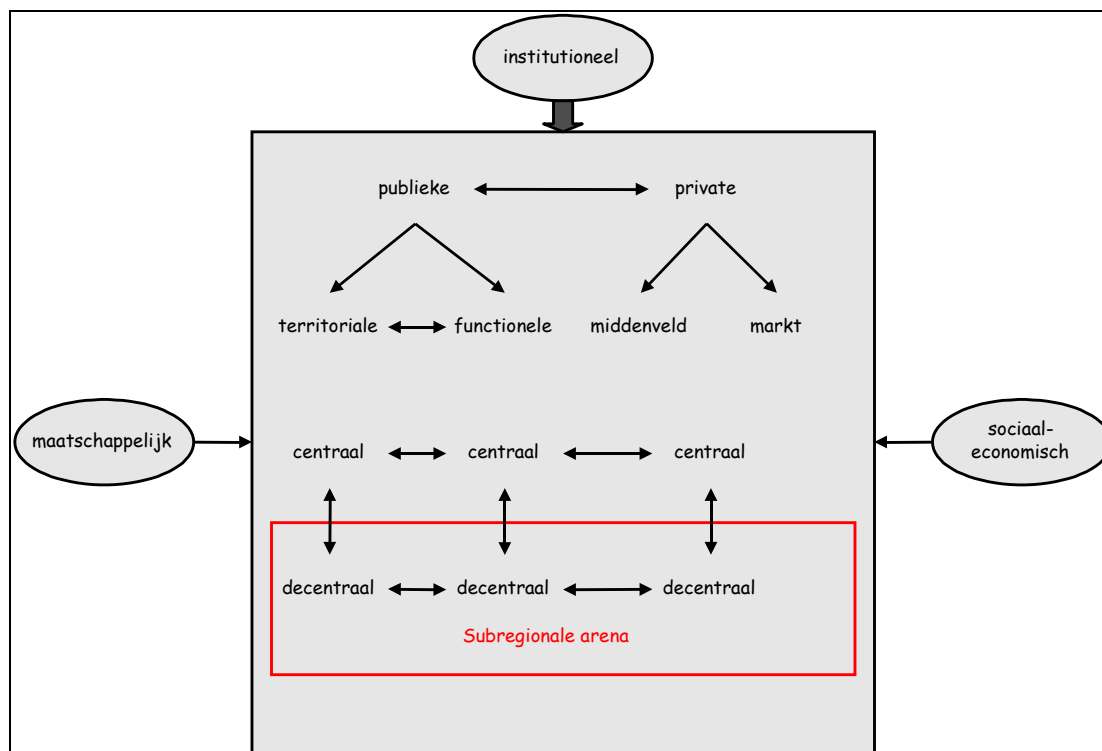 institutioneel
publieke private
territoriale functionele middenveld markt
maatschappelijk
sociaal-
economisch
centraal centraal centraal
decentraal decentraal decentraal
Subregionale arena